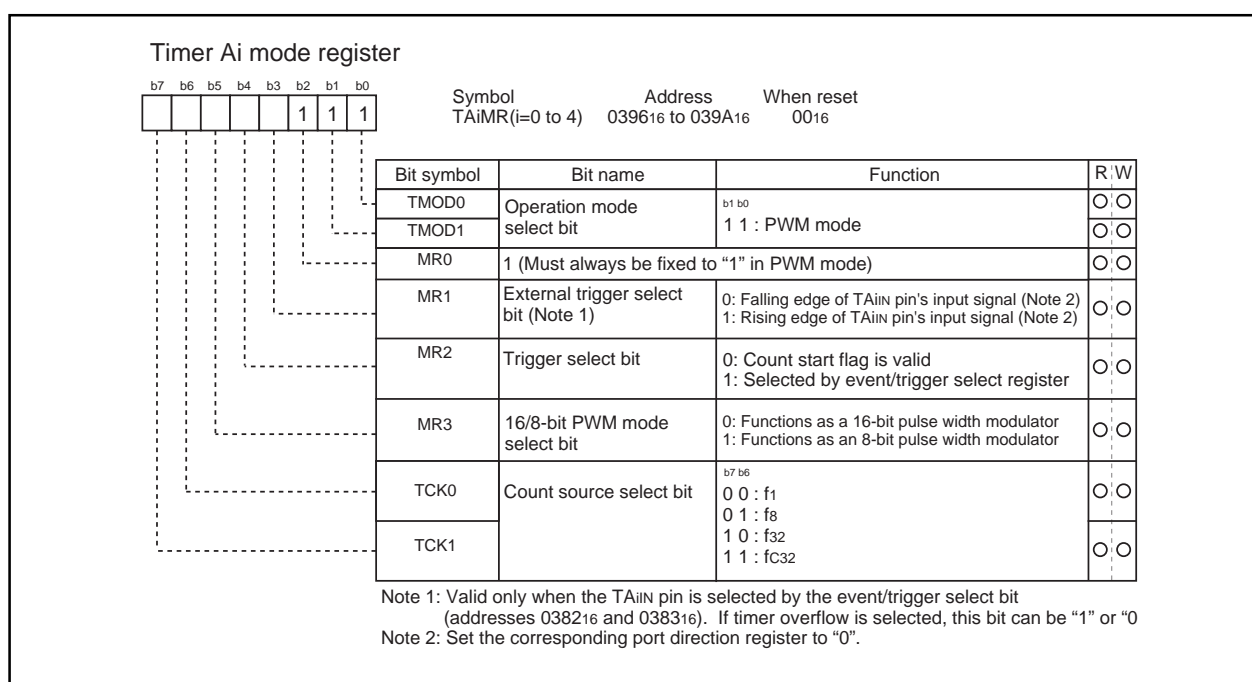 Timer Ai mode register
b7 b6 b5 b4 b3 b2 b1 b0
1 1 1
Symbol Address When reset
TAiMR(i=0 to 4) 039616 to 039A16 0016
Bit symbol Bit name Function R W
TMOD0
TMOD1
Operation mode
select bit
b1 b0
1 1 : PWM mode
MR0 1 (Must always be fixed to “1” in PWM mode)
MR1 External trigger select
bit (Note 1)
0: Falling edge of TAiIN pin's input signal (Note 2)
1: Rising edge of TAiIN pin's input signal (Note 2)
MR2 Trigger select bit
0: Count start flag is valid
1: Selected by event/trigger select register
MR3 16/8-bit PWM mode
select bit
0: Functions as a 16-bit pulse width modulator
1: Functions as an 8-bit pulse width modulator
TCK0
TCK1
Count source select bit
b7 b6
0 0 : f1
0 1 : f8
1 0 : f32
1 1 : fC32
Note 1: Valid only when the TAiIN pin is selected by the event/trigger select bit
(addresses 038216 and 038316). If timer overflow is selected, this bit can be “1” or “0
Note 2: Set the corresponding port direction register to “0”.